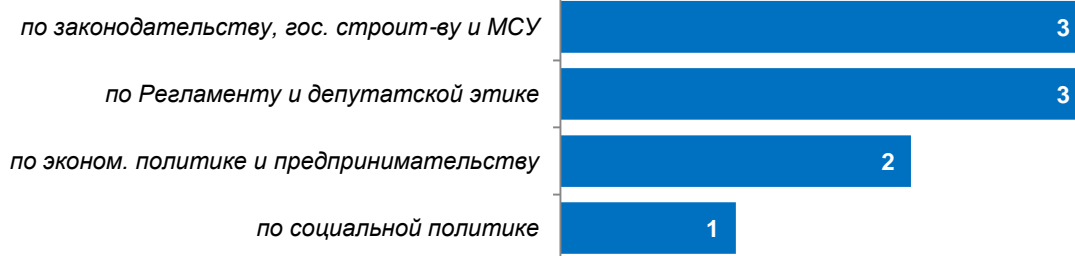 по законодательству, гос. строит-ву и МСУ 3
по Регламенту и депутатской этике 3
по эконом. политике и предпринимательству 2
по социальной политике 1